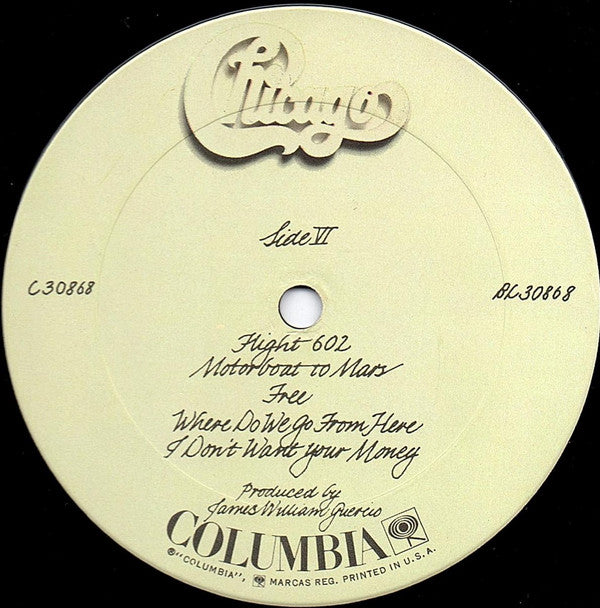 Chicago
Side VI
C 30868
BL 30868
Flight 602
Motorboat to Mars
Free
Where Do We Go From Here
I Don't Want your Money
Produced by
James William Guercio
COLUMBIA
℗"COLUMBIA", MARCAS REG. PRINTED IN U.S.A.